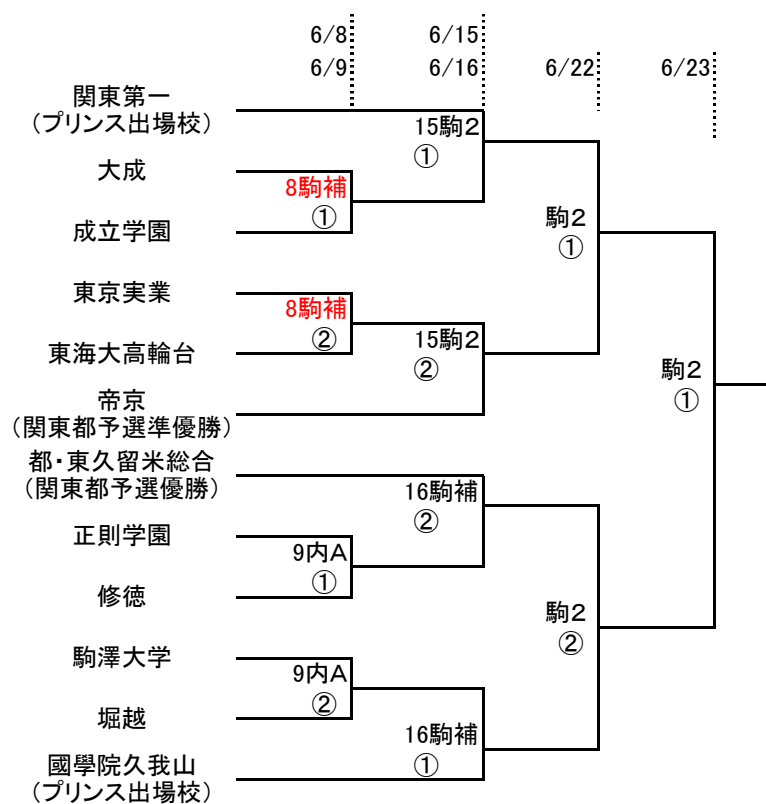 6/8
6/15
6/9
6/16
6/22
6/23
関東第一
（プリンス出場校）
15駒２
①
大成
8駒補
①
成立学園
駒２
①
東京実業
8駒補
②
東海大高輪台
15駒２
②
帝京
（関東都予選準優勝）
駒２
①
都・東久留米総合
（関東都予選優勝）
16駒補
②
正則学園
9内Ａ
①
修徳
駒２
②
駒澤大学
9内Ａ
②
堀越
16駒補
①
國學院久我山
（プリンス出場校）